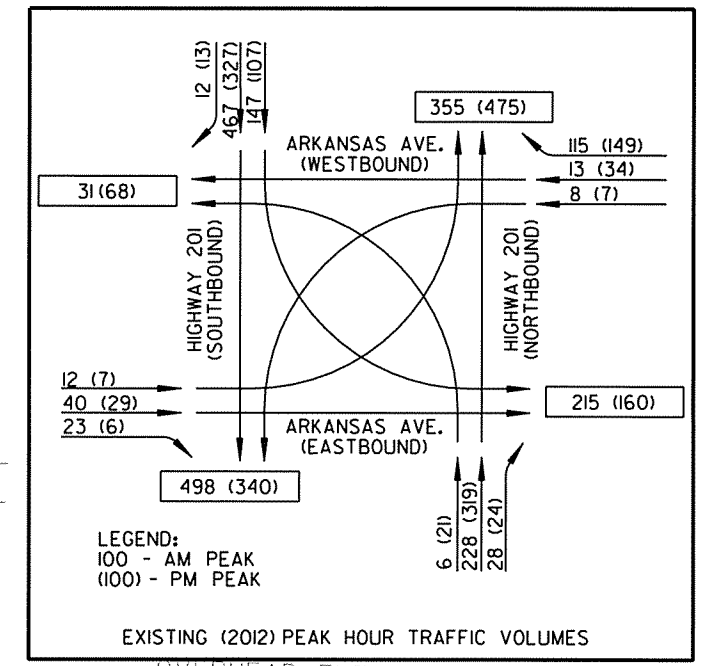 12 (13)
467 (327)
147 (107)
355 (475)
ARKANSAS AVE.
(WESTBOUND)
115 (149)
13 (34)
8 (7)
31(68)
HIGHWAY 201
(SOUTHBOUND)
HIGHWAY 201
(NORTHBOUND)
12 (7)
40 (29)
23 (6)
215 (160)
ARKANSAS AVE.
(EASTBOUND)
498 (340)
6 (21)
228 (319)
28 (24)
LEGEND:
100 - AM PEAK
(100) - PM PEAK
EXISTING (2012) PEAK HOUR TRAFFIC VOLUMES